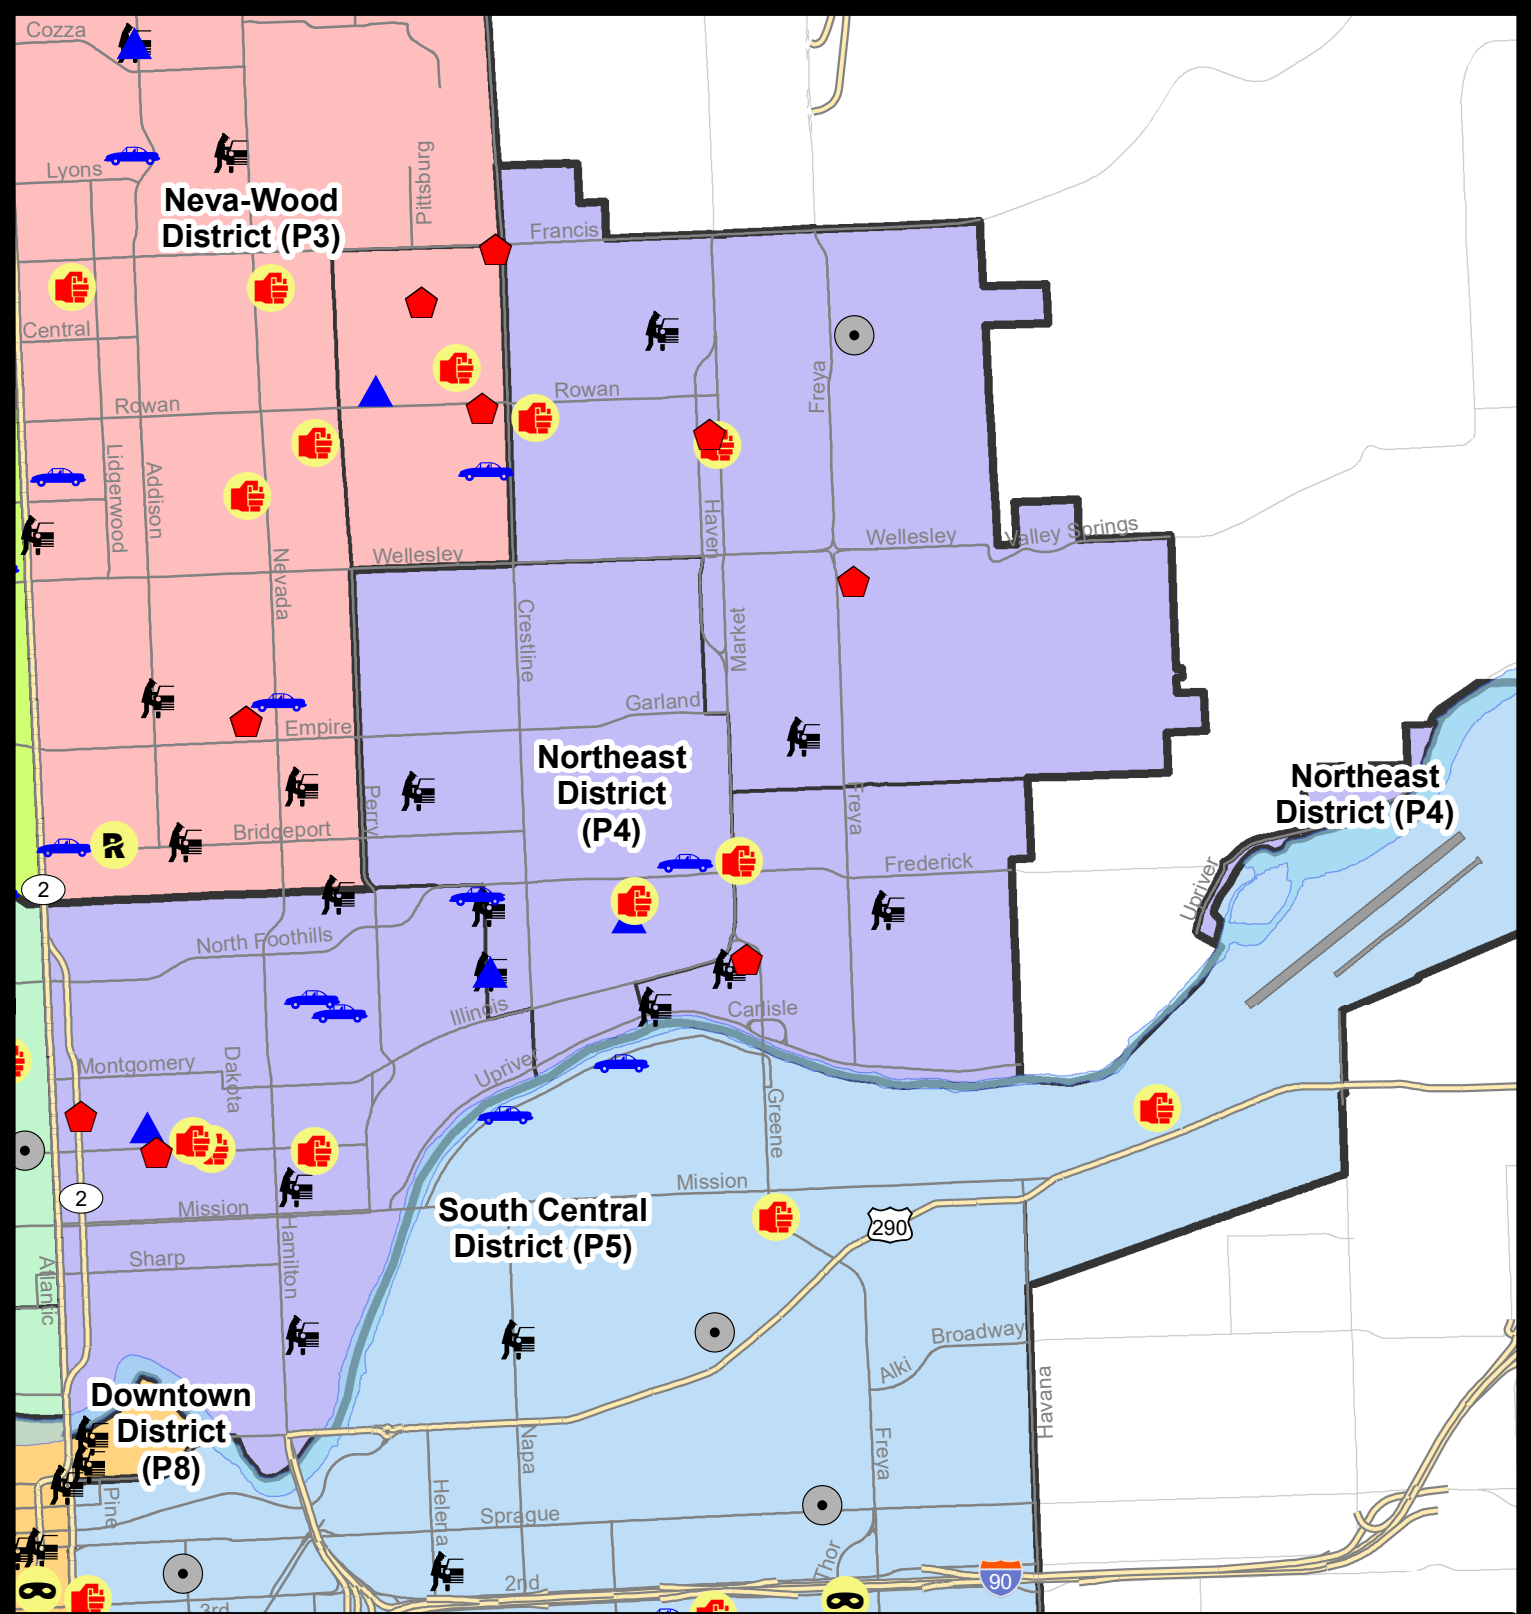 Cozza
Lyons
Pittsburg
Neva-Wood
District (P3)
Francis
Central
Rowan
Rowan
Freya
Lidgerwood
Addison
Haven
Wellesley
Valley Springs
Wellesley
Nevada
Crestline
Market
Garland
Empire
Northeast
District
(P4)
Northeast
District (P4)
Perry
Freya
Bridgeport
Frederick
Upriver
2
North Foothills
Illinois
Carlisle
Montgomery
Dakota
Upriver
Greene
Mission
2
Mission
South Central
District (P5)
290
Hamilton
Sharp
Atlantic
Broadway
Alki
Havana
Downtown
District
(P8)
Napa
Freya
Helena
Pine
Sprague
Thor
2nd
90
3rd